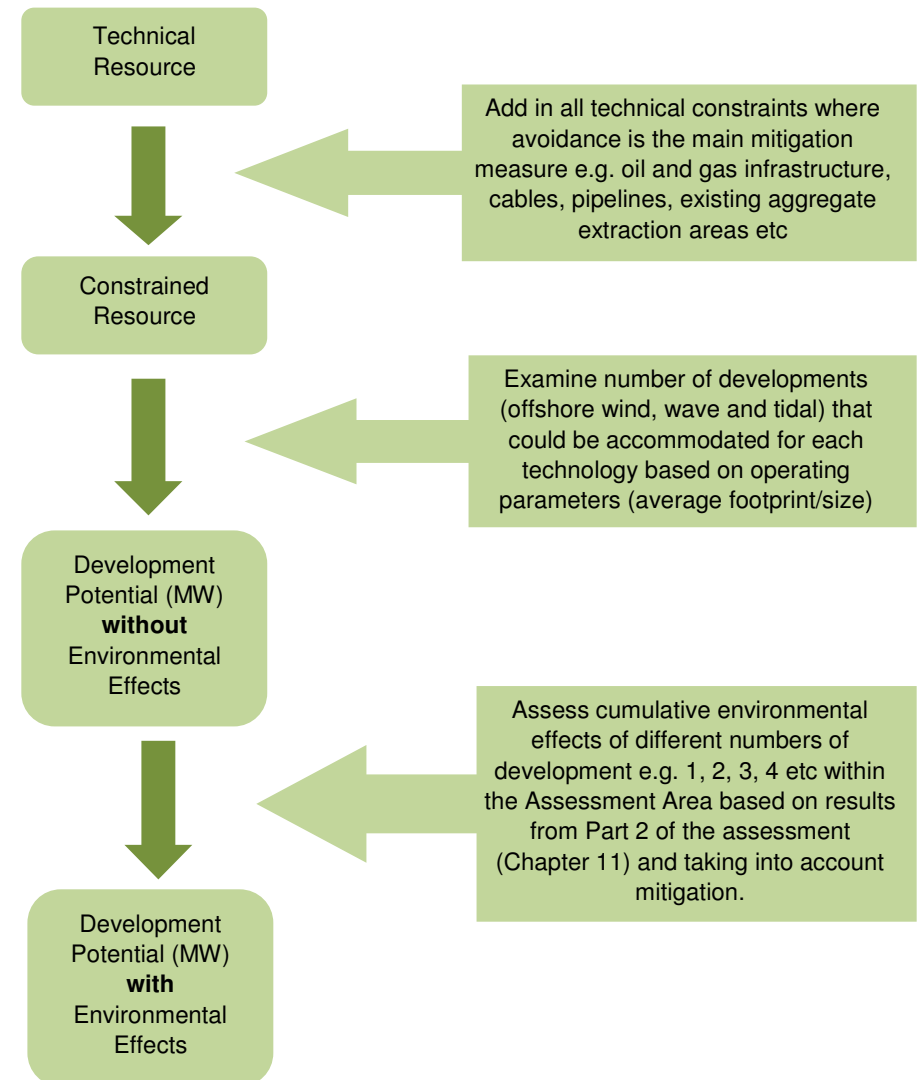 Technical
Resource
Add in all technical constraints where
avoidance is the main mitigation
measure e.g. oil and gas infrastructure,
cables, pipelines, existing aggregate
extraction areas etc
Constrained
Resource
Examine number of developments
(offshore wind, wave and tidal) that
could be accommodated for each
technology based on operating
parameters (average footprint/size)
Development
Potential (MW)
without
Environmental
Effects
Assess cumulative environmental
effects of different numbers of
development e.g. 1, 2, 3, 4 etc within
the Assessment Area based on results
from Part 2 of the assessment
(Chapter 11) and taking into account
mitigation.
Development
Potential (MW)
with
Environmental
Effects